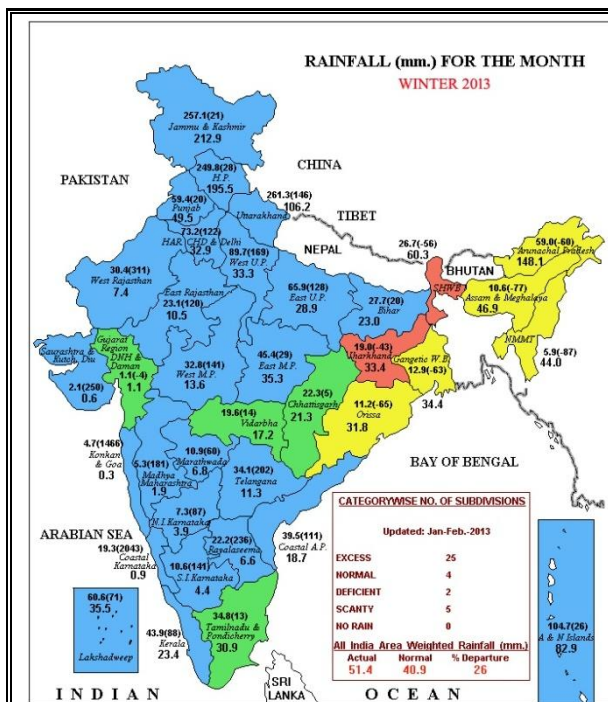 RAINFALL (mm.) FOR THE MONTH
WINTER 2013
257.1(21)
Jammu & Kashmir
212.9
CHINA
PAKISTAN
249.8(28)
H.P.
195.5
59.4(20)
Punjab
49.5
261.3(146)
Uttarakhand
106.2
TIBET
73.2(122)
HAR, CHD & Delhi
32.9
NEPAL
89.7(169)
West U.P.
33.3
26.7(-56)
60.3
SHWB
BHUTAN
59.0(-60)
Arunachal Pradesh
148.1
30.4(311)
West Rajasthan
7.4
East Rajasthan
23.1(120)
10.5
65.9(128)
East U.P.
28.9
27.7(20)
Bihar
23.0
10.6(-77)
Assam & Meghalaya
46.9
NMMT
5.9(-87)
44.0
Saurashtra &
Kutch, Diu
2.1(250)
0.6
Gujarat
Region
DNH &
Daman
1.1(-4)
1.1
32.8(141)
West M.P.
13.6
45.4(29)
East M.P.
35.3
19.0(-43)
Jharkhand
33.4
Gangetic W.B.
12.9(-63)
34.4
22.3(5)
Chhattisgarh
21.3
11.2(-65)
Orissa
31.8
19.6(14)
Vidarbha
17.2
4.7(1466
Konkan
& Goa
0.3
5.3(181)
Madhya
Maharashtra
1.9
10.9(60)
Marathwada
6.8
34.1(202)
Telangana
11.3
BAY OF BENGAL
ARABIAN SEA
7.3(87)
N.I.Karnataka
3.9
19.3(2043)
Coastal
Karnataka
0.9
22.2(236)
Rayalaseema
6.6
39.5(111)
Coastal A.P.
18.7
10.6(141)
S.I.Karnataka
4.4
60.6(71)
35.5
Lakshadweep
43.9(88)
Kerala
23.4
34.8(13)
Tamilnadu &
Pondicherry
30.9
CATEGORYWISE NO. OF SUBDIVISIONS
Updated: Jan-Feb.-2013
EXCESS 25
NORMAL 4
DEFICIENT 2
SCANTY 5
NO RAIN 0
All India Area Weighted Rainfall (mm.)
Actual Normal % Departure
51.4 40.9 26
104.7(26)
A & N Islands
82.9
SRI
LANKA
INDIAN OCEAN